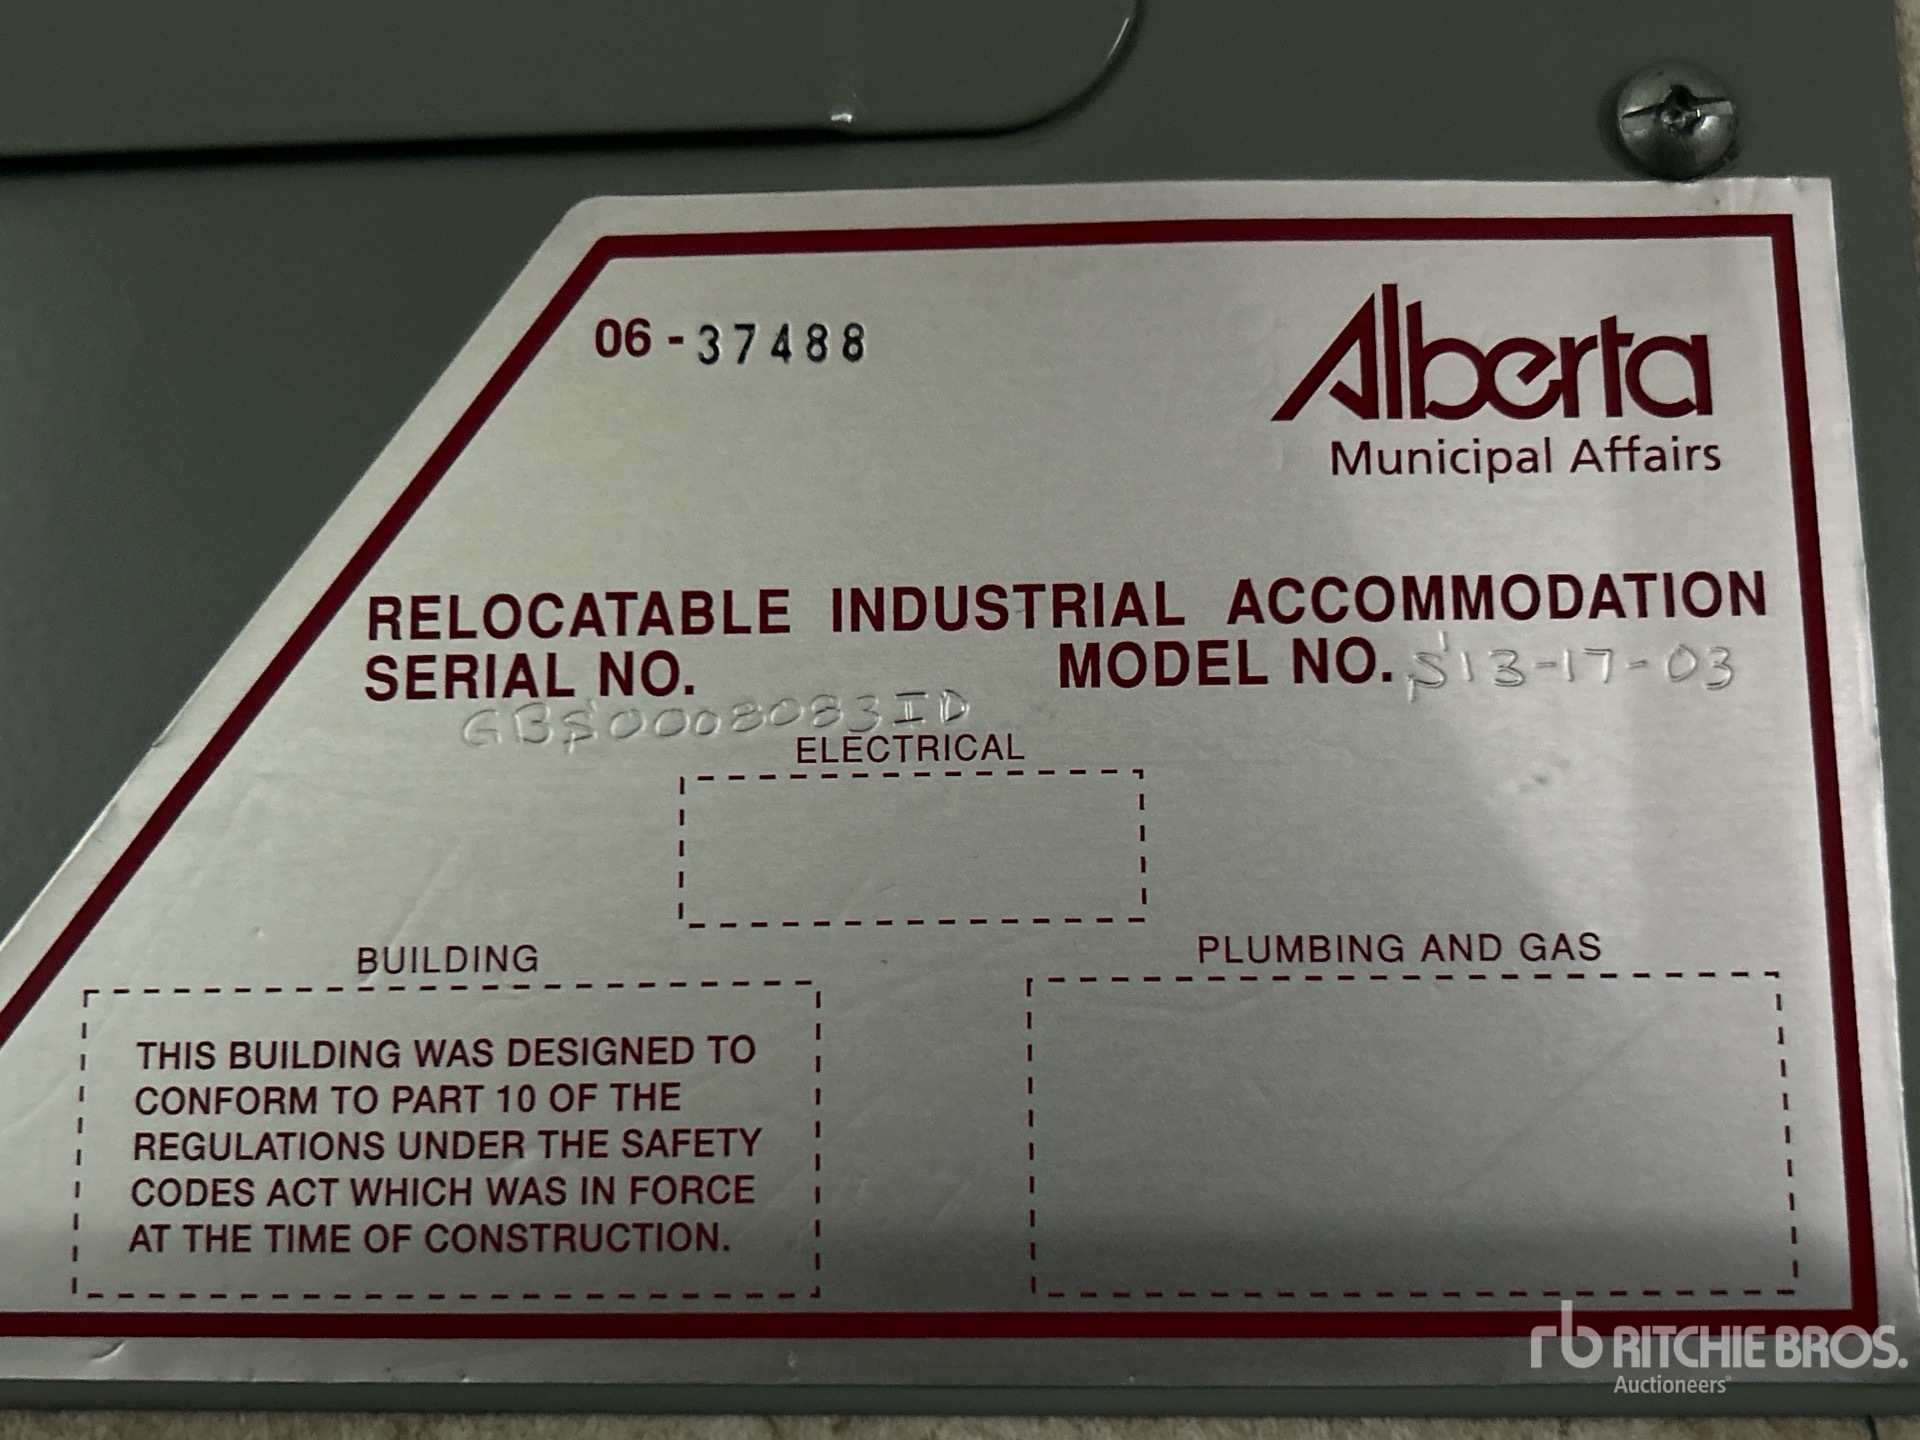 06-37488
Alberta
Municipal Affairs
RELOCATABLE INDUSTRIAL ACCOMMODATION
SERIAL NO. MODEL NO. S13-17-03
GBS0008083ID
ELECTRICAL
BUILDING
PLUMBING AND GAS
THIS BUILDING WAS DESIGNED TO
CONFORM TO PART 10 OF THE
REGULATIONS UNDER THE SAFETY
CODES ACT WHICH WAS IN FORCE
AT THE TIME OF CONSTRUCTION.
rb RITCHIE BROS.
Auctioneers